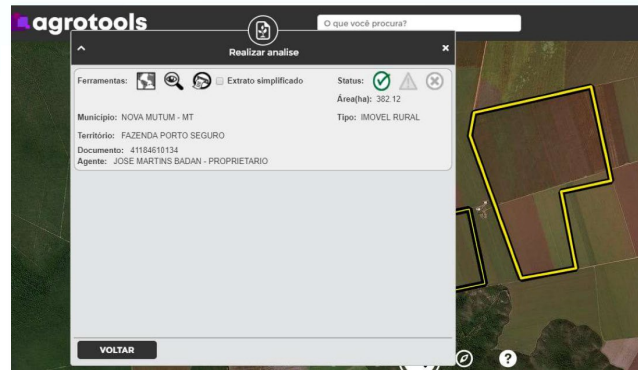 agrotools
O que você procura?
Realizar analise
Ferramentas: Extrato simplificado Status:
Área(ha): 382.12
Município: NOVA MUTUM - MT Tipo: IMOVEL RURAL
Território: FAZENDA PORTO SEGURO
Documento: 41184610134
Agente: JOSE MARTINS BADAN - PROPRIETARIO
VOLTAR
?